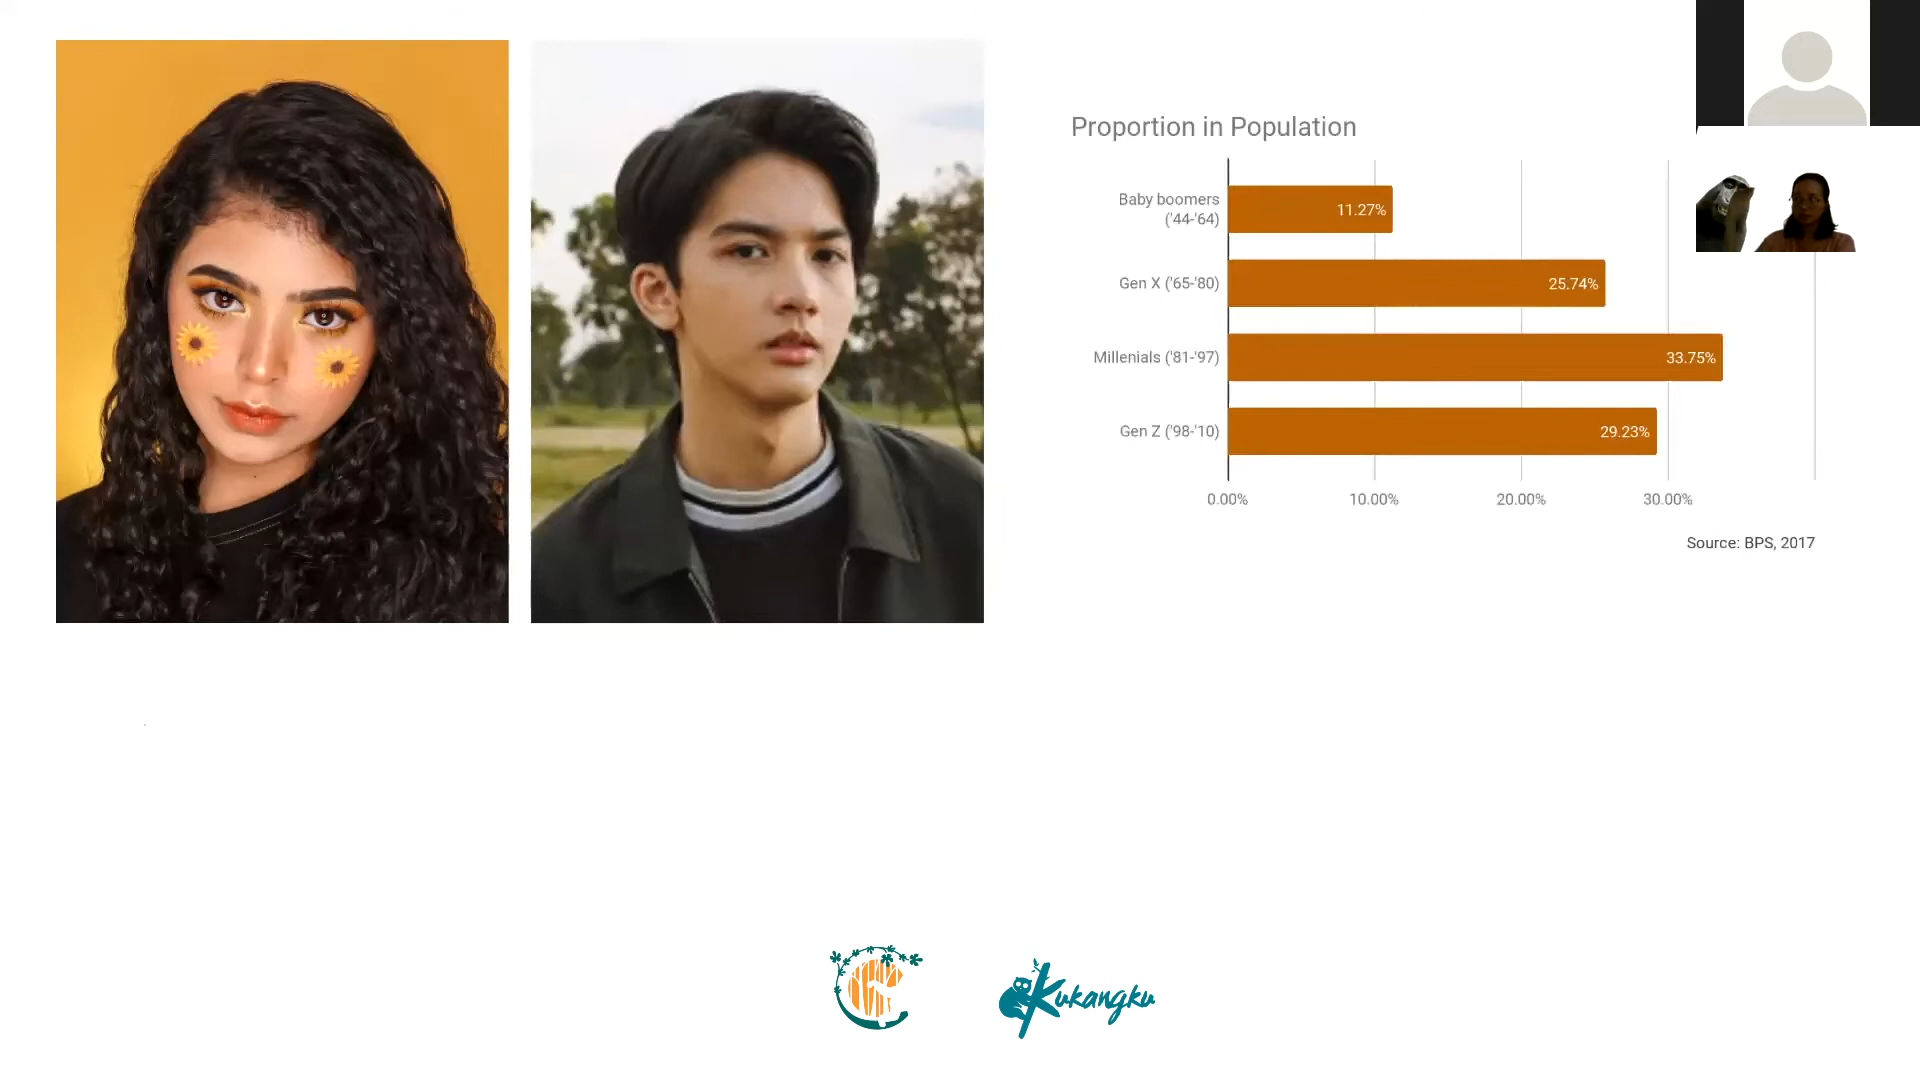 Proportion in Population
Baby boomers
('44-'64)
11.27%
Gen X ('65-'80)
25.74%
Millenials ('81-'97)
33.75%
Gen Z ('98-'10)
29.23%
0.00% 10.00% 20.00% 30.00%
Source: BPS, 2017
Kukangku